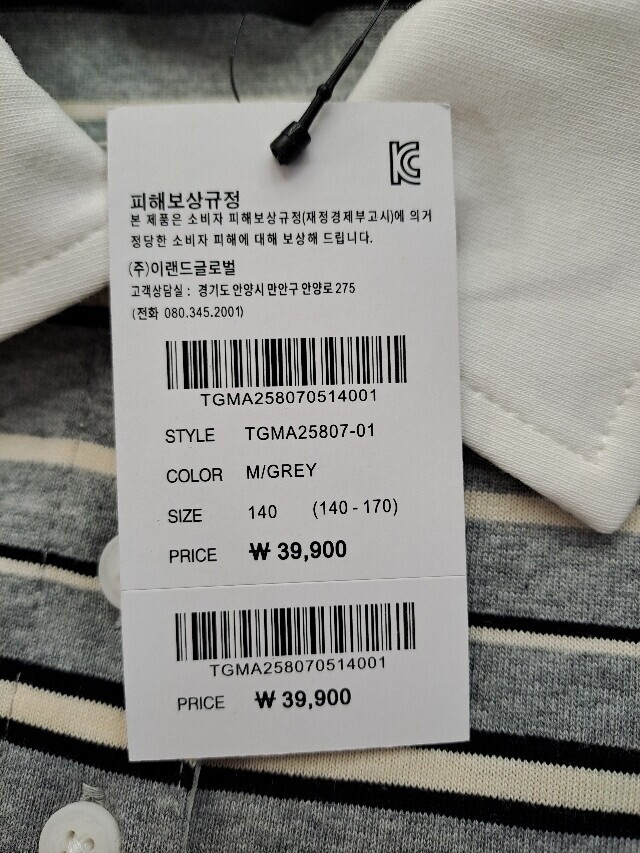 피해보상규정
본 제품은 소비자 피해보상규정(재정경제부고시)에 의거
정당한 소비자 피해에 대해 보상해 드립니다.
(주)이랜드글로벌
고객상담실 : 경기도 안양시 만안구 안양로 275
(전화 080.345.2001)
TGMA258070514001
STYLE TGMA25807-01
COLOR M/GREY
SIZE 140 (140 - 170)
PRICE ₩ 39,900
TGMA258070514001
PRICE ₩ 39,900